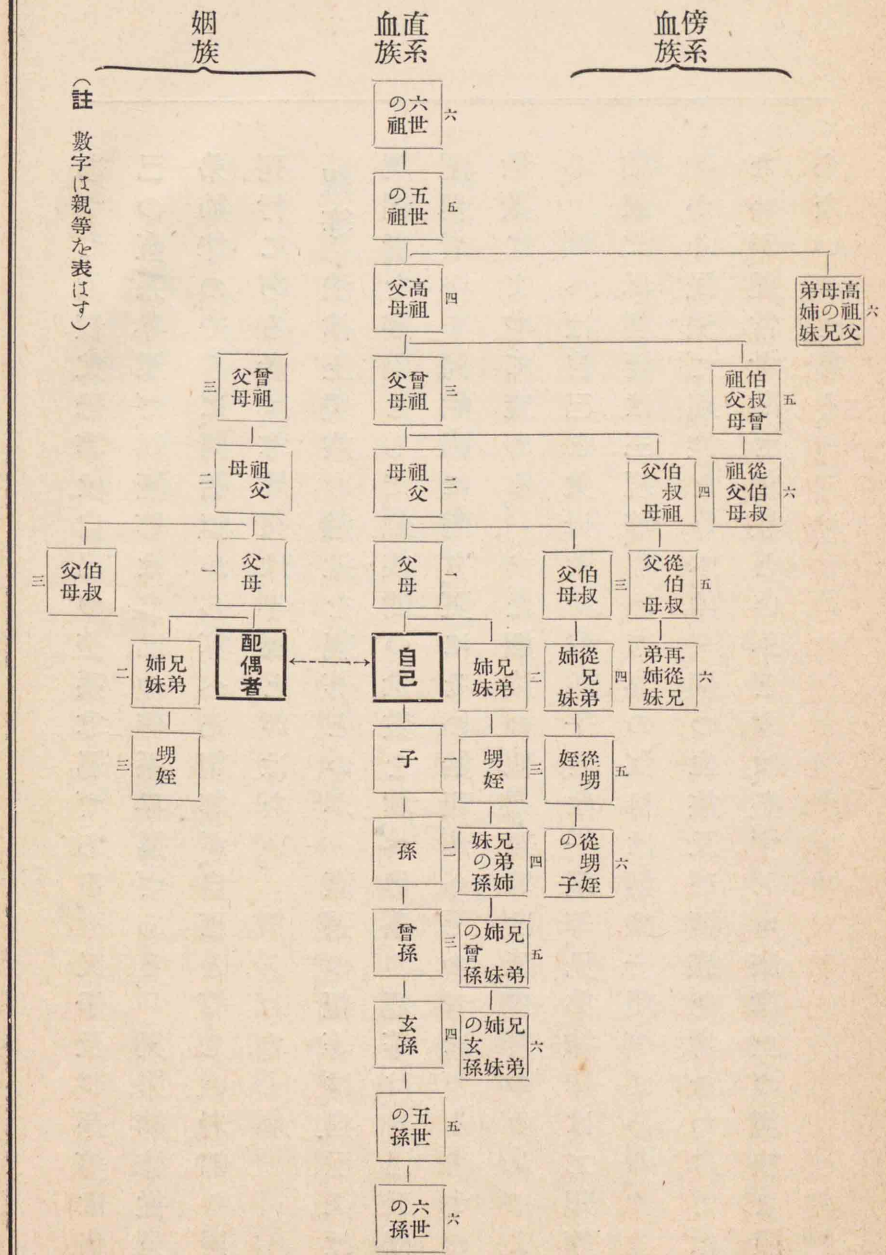 傍系
血族
直系
血族
姻族
（註　數字は親等を表はす）
六世
の祖
六
五世
の祖
五
高祖
父母
四
高祖父
母の兄
弟姉妹
六
曾祖
父母
三
伯叔曾
祖父母
五
曾祖
父母
三
祖父
母
二
伯叔祖
父母
四
從伯叔
祖父母
六
祖父
母
二
父母
一
伯叔
父母
三
從伯叔
父母
五
父母
一
伯叔
父母
三
自己
兄弟
姉妹
二
從兄弟
姉妹
四
再從兄
弟姉妹
六
配偶者
兄弟
姉妹
二
子
一
甥姪
三
從甥
姪
五
甥姪
三
孫
二
兄弟姉
妹の孫
四
從甥姪
の子
六
曾孫
三
兄弟
姉妹
の曾孫
五
玄孫
四
兄弟
姉妹
の玄孫
六
五世
の孫
五
六世
の孫
六